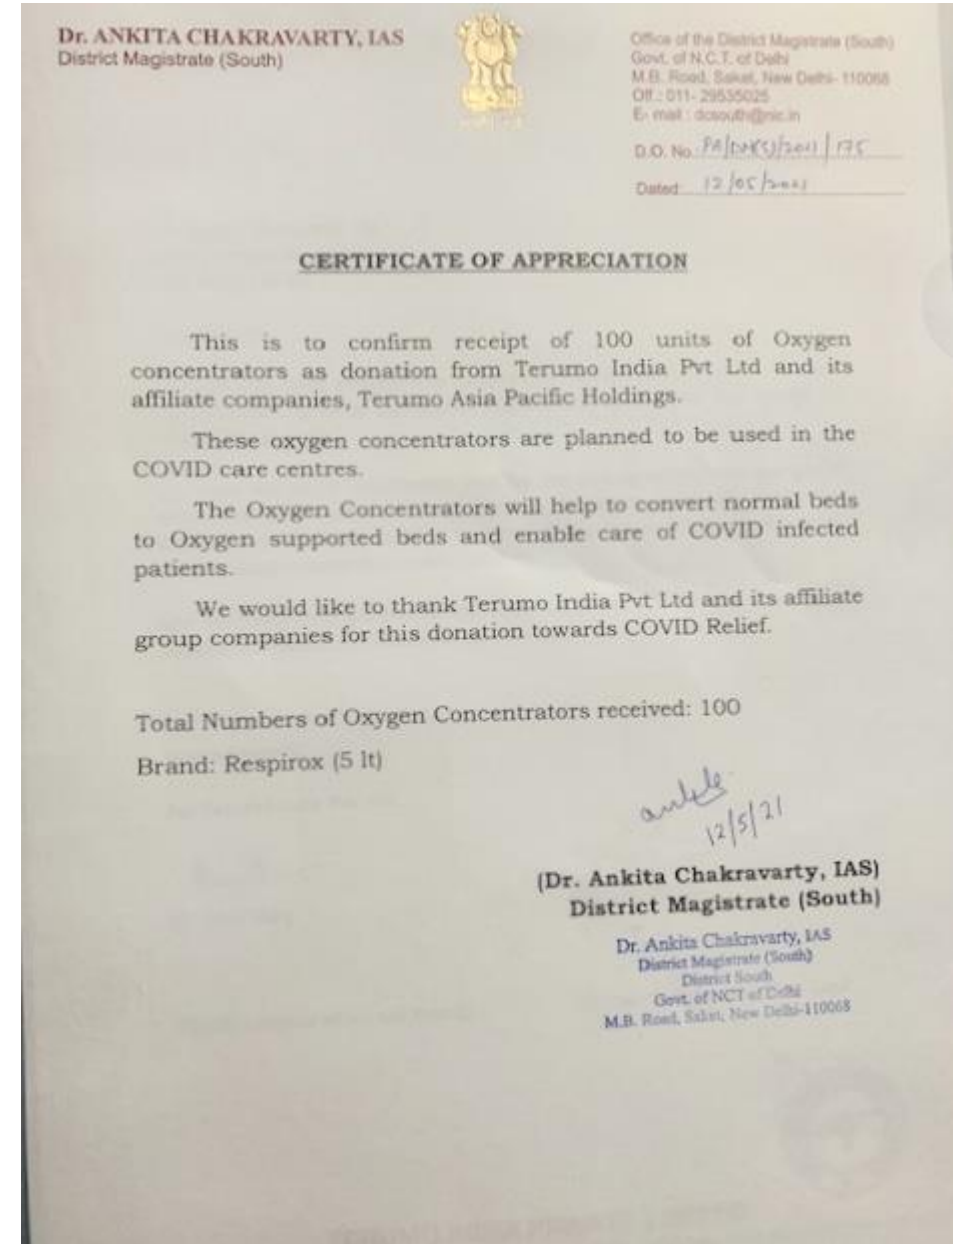 Dr. ANKITA CHAKRAVARTY, IAS
District Magistrate (South)
Office of the District Magistrate (South)
Govt. of N.C.T. of Delhi
M.B. Road, Saket, New Delhi- 110068
Off.: 011- 29535025
E- mail : dcsouth@nic.in
D.O. No. PA/DM(S)/2021/175
Dated 12/05/2021
CERTIFICATE OF APPRECIATION
This is to confirm receipt of 100 units of Oxygen
concentrators as donation from Terumo India Pvt Ltd and its
affiliate companies, Terumo Asia Pacific Holdings.
These oxygen concentrators are planned to be used in the
COVID care centres.
The Oxygen Concentrators will help to convert normal beds
to Oxygen supported beds and enable care of COVID infected
patients.
We would like to thank Terumo India Pvt Ltd and its affiliate
group companies for this donation towards COVID Relief.
Total Numbers of Oxygen Concentrators received: 100
Brand: Respirox (5 lt)
12/5/21
(Dr. Ankita Chakravarty, IAS)
District Magistrate (South)
Dr. Ankita Chakravarty, IAS
District Magistrate (South)
District South
Govt. of NCT of Delhi
M.B. Road, Saket, New Delhi-110068